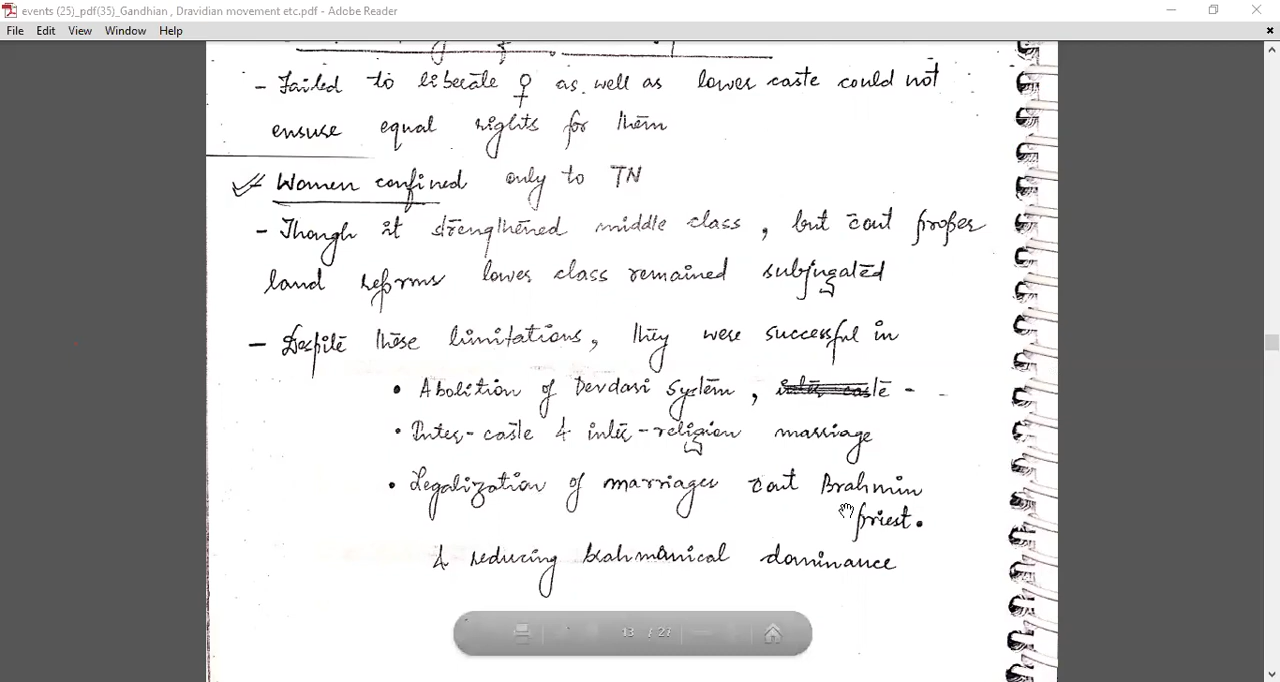 events (25)_pdf(35)_Gandhian , Dravidian movement etc.pdf - Adobe Reader
File Edit View Window Help
- Failed to liberate ♀ as well as lower caste could not
ensure equal rights for them
Women confined only to TN
- Though it strengthened middle class , but c̄out proper
land reforms lower class remained subjugated
- Despite these limitations, they were successful in
• Abolition of Devdasi System ,
• Inter-caste & inter-religion marriage
• Legalization of marriages c̄out Brahmin
priest.
& reducing brahmanical dominance
13 / 27